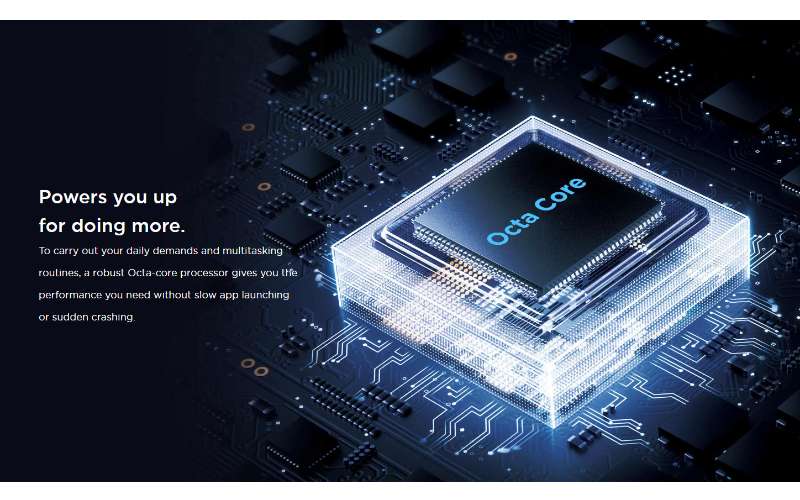 Powers you up
for doing more.
To carry out your daily demands and multitasking
routines, a robust Octa-core processor gives you the
performance you need without slow app launching
or sudden crashing.
Octa Core